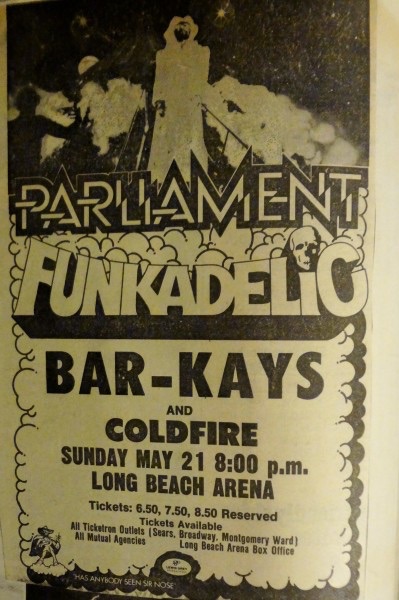 PARLIAMENT
FUNKADELIC
BAR-KAYS
AND
COLDFIRE
SUNDAY MAY 21 8:00 p.m.
LONG BEACH ARENA
Tickets: 6.50, 7.50, 8.50 Reserved
Tickets Available
All Ticketron Outlets (Sears, Broadway, Montgomery Ward)
All Mutual Agencies Long Beach Arena Box Office
"HAS ANYBODY SEEN SIR NOSE"